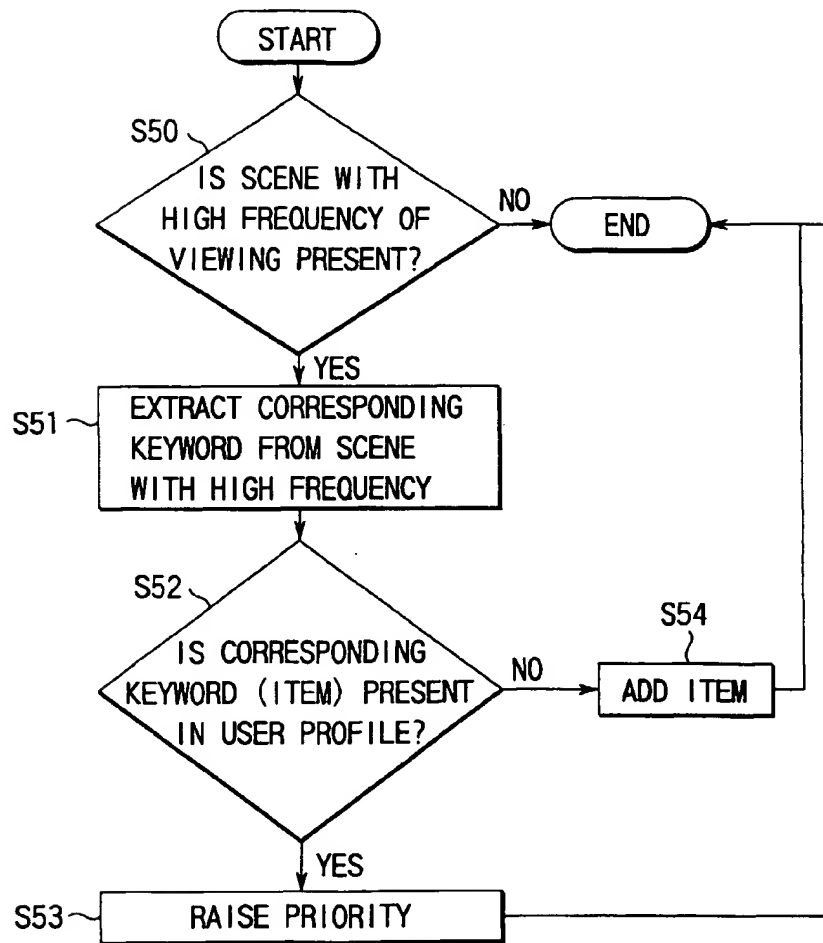 START
S50
IS SCENE WITH
HIGH FREQUENCY OF
VIEWING PRESENT?
NO
END
YES
S51
EXTRACT CORRESPONDING
KEYWORD FROM SCENE
WITH HIGH FREQUENCY
S52
IS CORRESPONDING
KEYWORD (ITEM) PRESENT
IN USER PROFILE?
NO
S54
ADD ITEM
YES
S53
RAISE PRIORITY